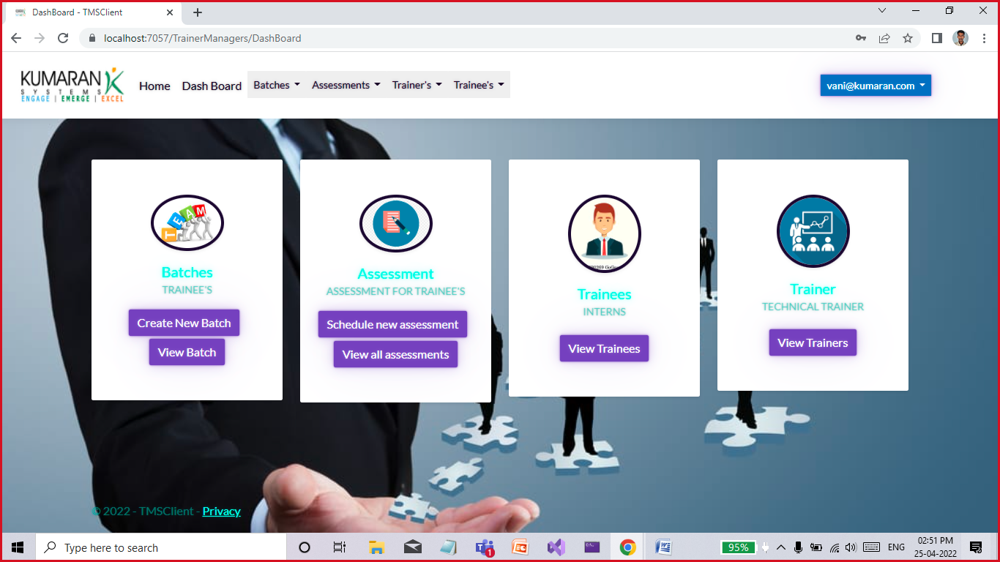 DashBoard - TMSClient
localhost:7057/TrainerManagers/DashBoard
KUMARAN
SYSTEMS
ENGAGE | EMERGE | EXCEL
Home
Dash Board
Batches
Assessments
Trainer's
Trainee's
vani@kumaran.com
TEAM
Batches
TRAINEE'S
Create New Batch
View Batch
Assessment
ASSESSMENT FOR TRAINEE'S
Schedule new assessment
View all assessments
Trainees
INTERNS
View Trainees
Trainer
TECHNICAL TRAINER
View Trainers
© 2022 - TMSClient - Privacy
Type here to search
1
95%
ENG
02:51 PM
25-04-2022